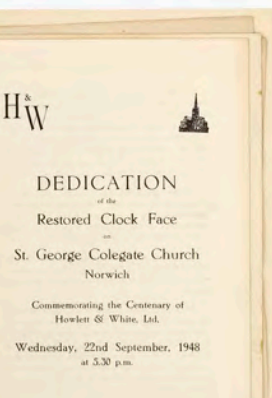 H & W
DEDICATION
of the
Restored Clock Face
on
St. George Colegate Church
Norwich
Commemorating the Centenary of
Howlett & White, Ltd.
Wednesday, 22nd September, 1948
at 5.30 p.m.